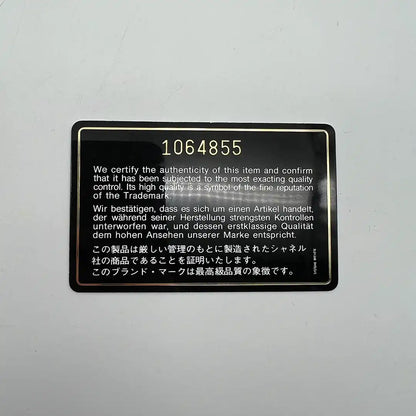 1064855
We certify the authenticity of this item and confirm
that it has been subjected to the most exacting quality
control. Its high quality is a symbol of the fine reputation
of the Trademark.
Wir bestätigen, dass es sich um einen Artikel handelt,
der während seiner Herstellung strengsten Kontrollen
unterworfen war, und dessen erstklassige Qualität
dem hohen Ansehen unserer Marke entspricht.
この製品は厳しい管理のもとに製造されたシャネル
社の商品であることを証明いたします。
このブランド・マークは最高級品質の象徴です。